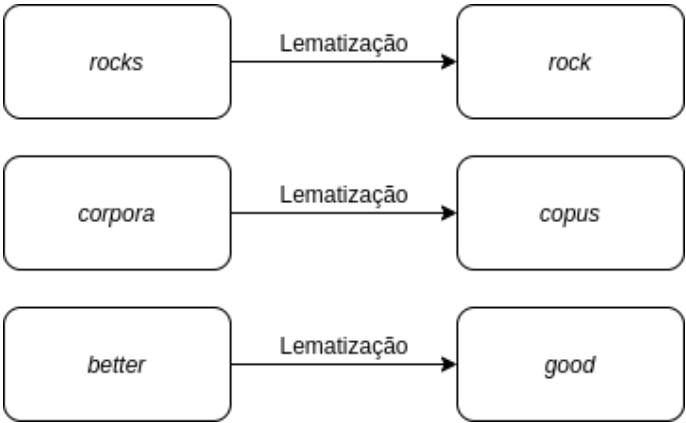 rocks Lematização rock
corpora Lematização copus
better Lematização good